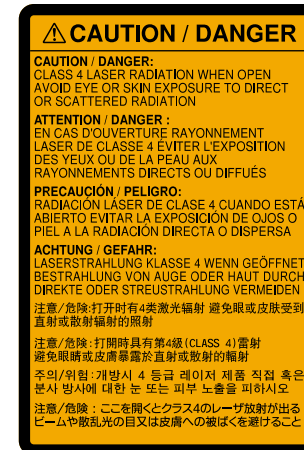 ⚠ CAUTION / DANGER
CAUTION / DANGER:
CLASS 4 LASER RADIATION WHEN OPEN
AVOID EYE OR SKIN EXPOSURE TO DIRECT
OR SCATTERED RADIATION
ATTENTION / DANGER :
EN CAS D'OUVERTURE RAYONNEMENT
LASER DE CLASSE 4 ÉVITER L'EXPOSITION
DES YEUX OU DE LA PEAU AUX
RAYONNEMENTS DIRECTS OU DIFFUÉS
PRECAUCIÓN / PELIGRO:
RADIACIÓN LÁSER DE CLASE 4 CUANDO ESTÁ
ABIERTO EVITAR LA EXPOSICIÓN DE OJOS O
PIEL A LA RADIACIÓN DIRECTA O DISPERSA
ACHTUNG / GEFAHR:
LASERSTRAHLUNG KLASSE 4 WENN GEÖFFNET
BESTRAHLUNG VON AUGE ODER HAUT DURCH
DIREKTE ODER STREUSTRAHLUNG VERMEIDEN
注意/危险:打开时有4类激光辐射 避免眼或皮肤受到
直射或散射辐射的照射
注意/危險:打開時具有第4級(CLASS 4)雷射
避免眼睛或皮膚暴露於直射或散射的輻射
주의/위험:개방시 4 등급 레이저 제품 직접 혹은
분사 방사에 대한 눈 또는 피부 노출을 피하시오
注意/危険:ここを開くとクラス4のレーザ放射が出る
ビームや散乱光の目又は皮膚への被ばくを避けること